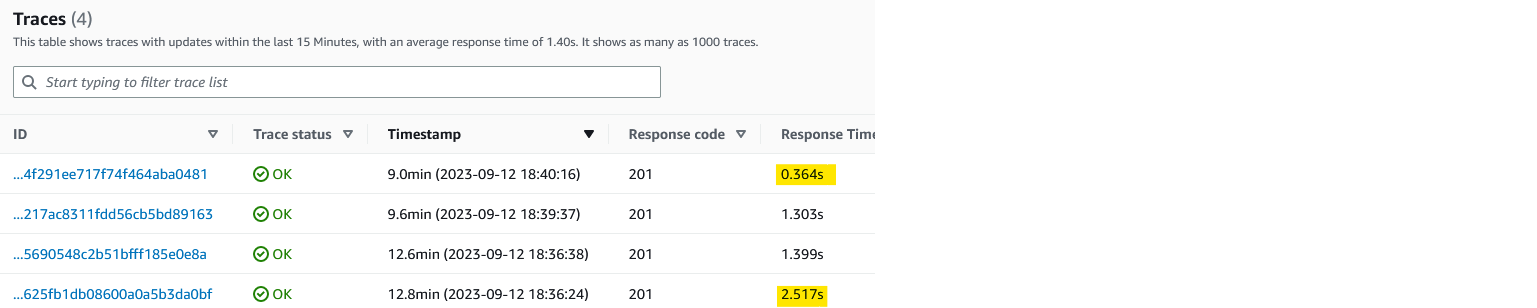 Traces (4)
This table shows traces with updates within the last 15 Minutes, with an average response time of 1.40s. It shows as many as 1000 traces.
Start typing to filter trace list
ID Trace status Timestamp Response code Response Time
...4f291ee717f74f464aba0481 OK 9.0min (2023-09-12 18:40:16) 201 0.364s
...217ac8311fdd56cb5bd89163 OK 9.6min (2023-09-12 18:39:37) 201 1.303s
...5690548c2b51bfff185e0e8a OK 12.6min (2023-09-12 18:36:38) 201 1.399s
...625fb1db08600a0a5b3da0bf OK 12.8min (2023-09-12 18:36:24) 201 2.517s